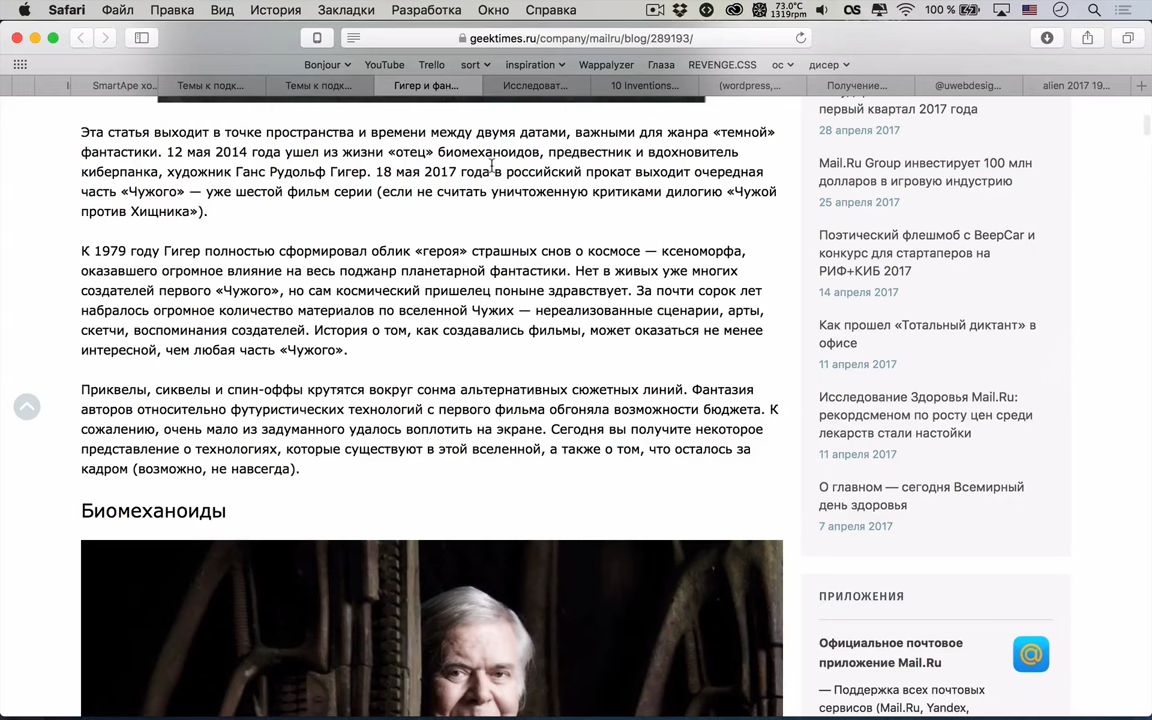 Safari Файл Правка Вид История Закладки Разработка Окно Справка 73.0°C 1319rpm 100 %
geektimes.ru/company/mailru/blog/289193/
Bonjour YouTube Trello sort inspiration Wappalyzer Глаза REVENGE.CSS ос дисер
SmartApe хо... Темы к подк... Темы к подк... Гигер и фан... Исследоват... 10 Inventions... (wordpress,... Получение... @uwebdesig... alien 2017 19...
Эта статья выходит в точке пространства и времени между двумя датами, важными для жанра «темной»
фантастики. 12 мая 2014 года ушел из жизни «отец» биомеханоидов, предвестник и вдохновитель
киберпанка, художник Ганс Рудольф Гигер. 18 мая 2017 года в российский прокат выходит очередная
часть «Чужого» — уже шестой фильм серии (если не считать уничтоженную критиками дилогию «Чужой
против Хищника»).
К 1979 году Гигер полностью сформировал облик «героя» страшных снов о космосе — ксеноморфа,
оказавшего огромное влияние на весь поджанр планетарной фантастики. Нет в живых уже многих
создателей первого «Чужого», но сам космический пришелец поныне здравствует. За почти сорок лет
набралось огромное количество материалов по вселенной Чужих — нереализованные сценарии, арты,
скетчи, воспоминания создателей. История о том, как создавались фильмы, может оказаться не менее
интересной, чем любая часть «Чужого».
Приквелы, сиквелы и спин-оффы крутятся вокруг сонма альтернативных сюжетных линий. Фантазия
авторов относительно футуристических технологий с первого фильма обгоняла возможности бюджета. К
сожалению, очень мало из задуманного удалось воплотить на экране. Сегодня вы получите некоторое
представление о технологиях, которые существуют в этой вселенной, а также о том, что осталось за
кадром (возможно, не навсегда).
Биомеханоиды
первый квартал 2017 года
28 апреля 2017
Mail.Ru Group инвестирует 100 млн
долларов в игровую индустрию
25 апреля 2017
Поэтический флешмоб с BeepCar и
конкурс для стартаперов на
РИФ+КИБ 2017
14 апреля 2017
Как прошел «Тотальный диктант» в
офисе
11 апреля 2017
Исследование Здоровья Mail.Ru:
рекордсменом по росту цен среди
лекарств стали настойки
11 апреля 2017
О главном — сегодня Всемирный
день здоровья
7 апреля 2017
ПРИЛОЖЕНИЯ
Официальное почтовое
приложение Mail.Ru
— Поддержка всех почтовых
сервисов (Mail.Ru, Yandex,